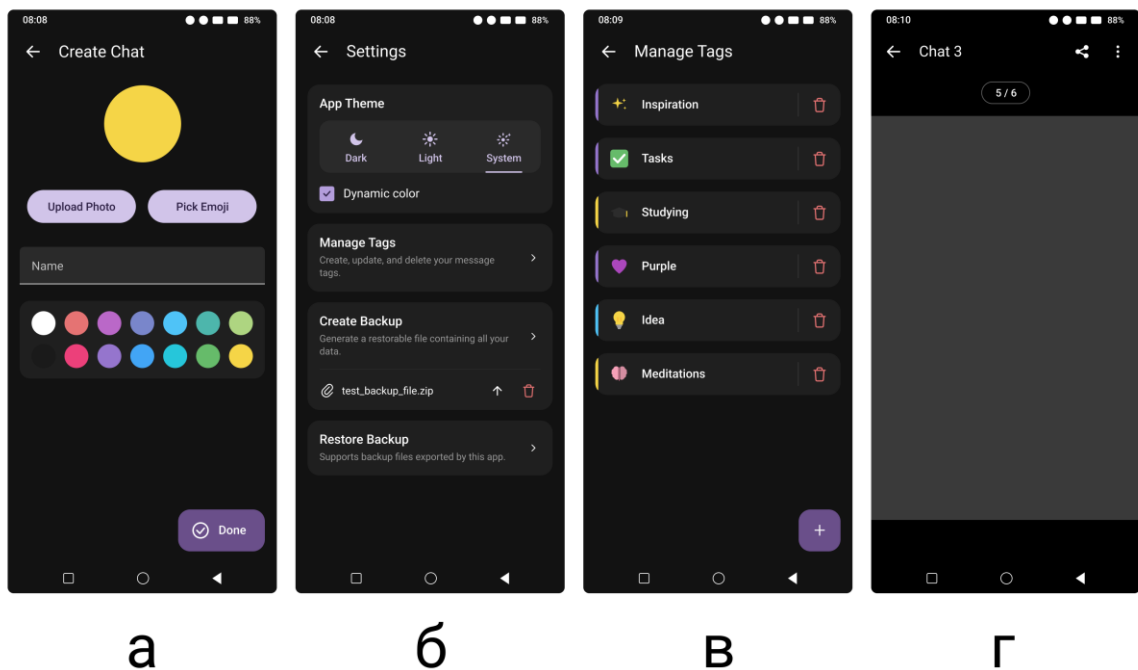 08:08
88%
Create Chat
Upload Photo
Pick Emoji
Name
Done
08:08
88%
Settings
App Theme
Dark
Light
System
Dynamic color
Manage Tags
Create, update, and delete your message
tags.
Create Backup
Generate a restorable file containing all your
data.
test_backup_file.zip
Restore Backup
Supports backup files exported by this app.
08:09
88%
Manage Tags
Inspiration
Tasks
Studying
Purple
Idea
Meditations
08:10
88%
Chat 3
5 / 6
а
б
в
г